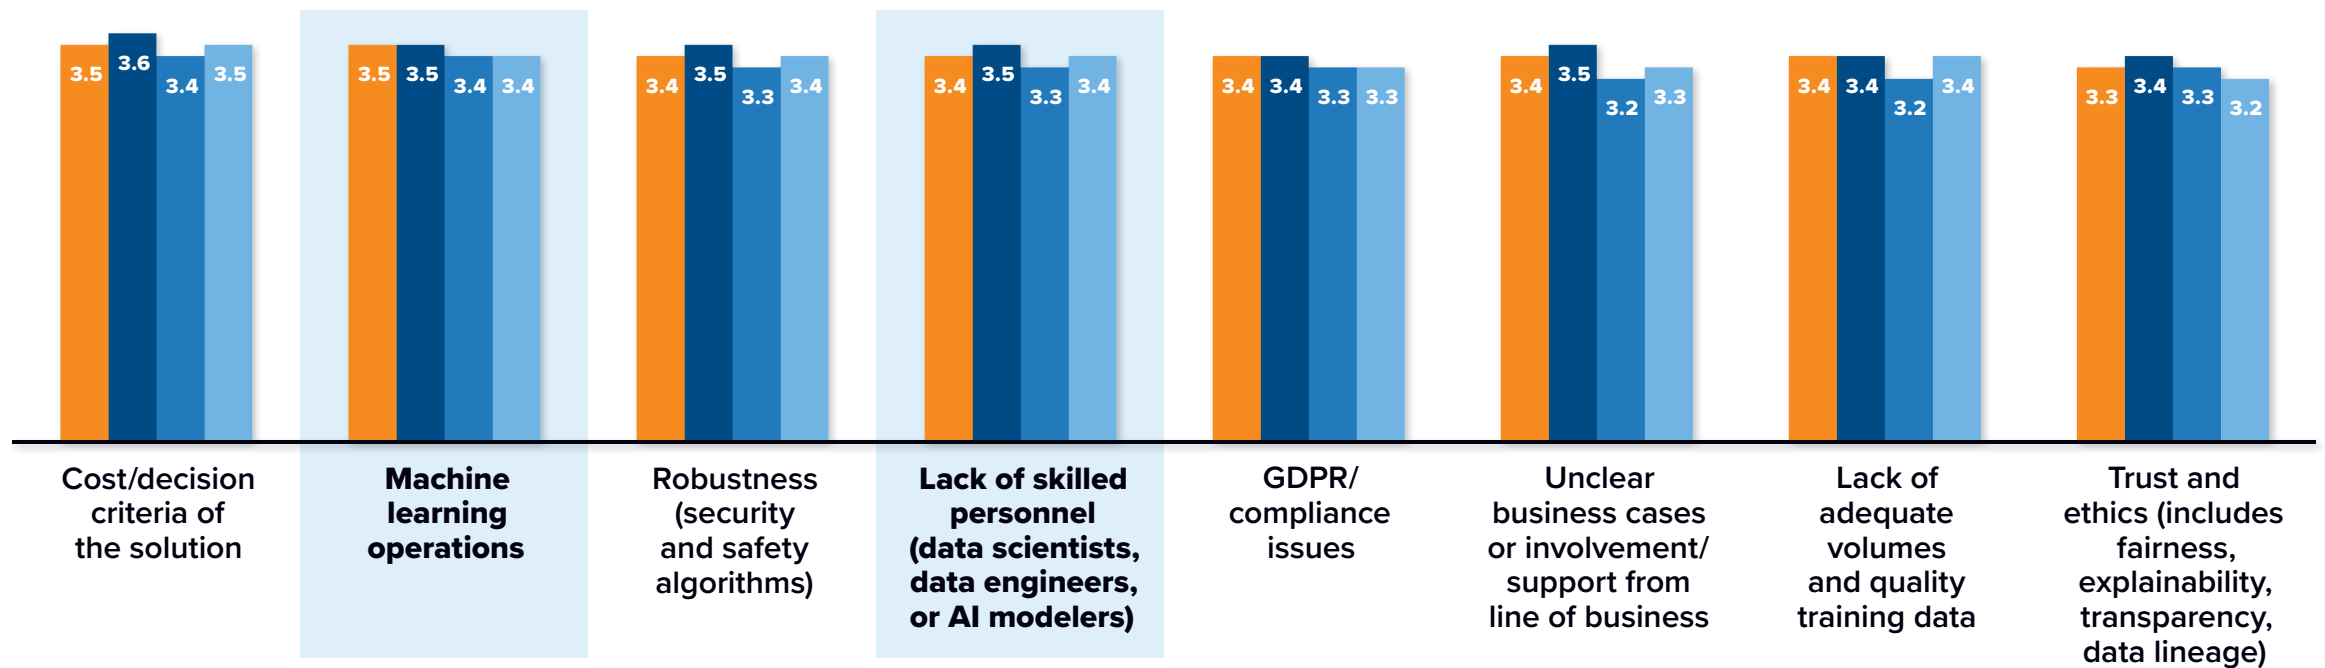 3.5 3.6 3.4 3.5
3.5 3.5 3.4 3.4
3.4 3.5 3.3 3.4
3.4 3.5 3.3 3.4
3.4 3.4 3.3 3.3
3.4 3.5 3.2 3.3
3.4 3.4 3.2 3.4
3.3 3.4 3.3 3.2
Cost/decision
criteria of
the solution
Machine
learning
operations
Robustness
(security
and safety
algorithms)
Lack of skilled
personnel
(data scientists,
data engineers,
or AI modelers)
GDPR/
compliance
issues
Unclear
business cases
or involvement/
support from
line of business
Lack of
adequate
volumes
and quality
training data
Trust and
ethics (includes
fairness,
explainability,
transparency,
data lineage)